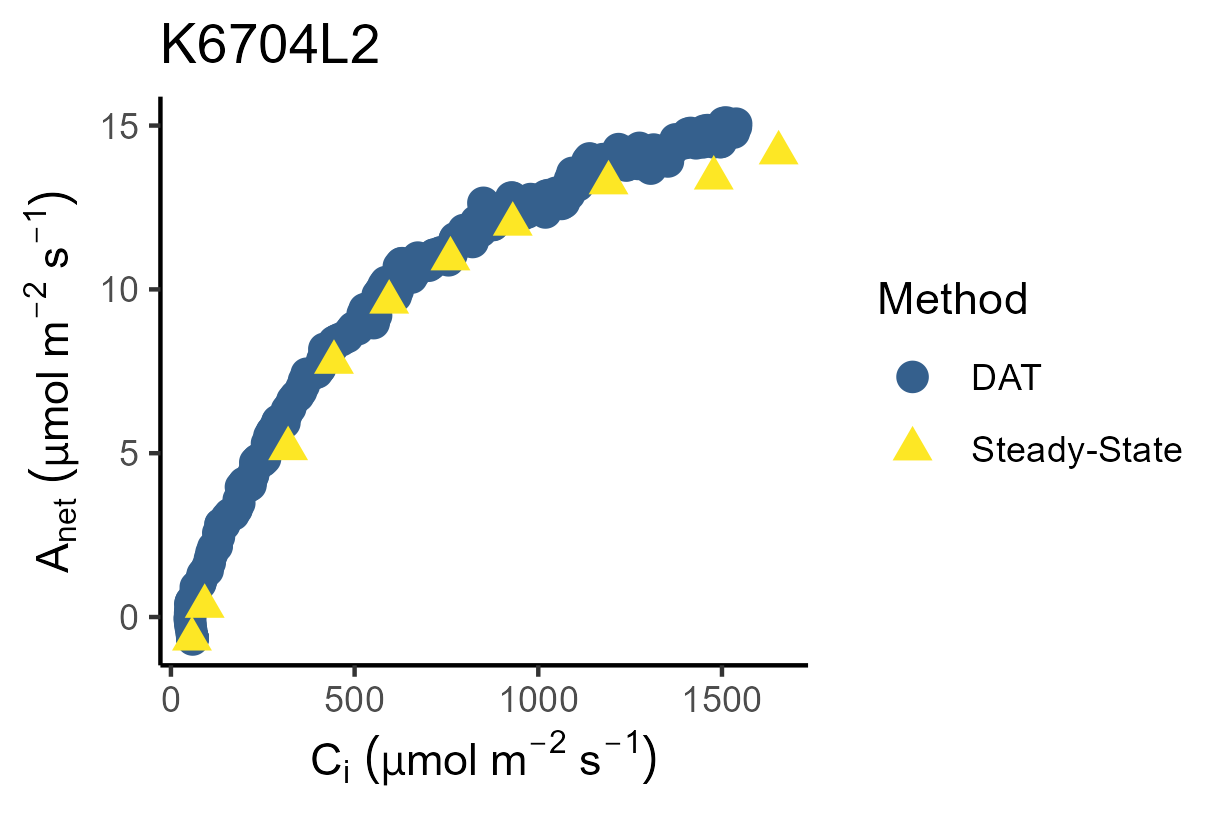 K6704L2
15
10
5
0
Anet (µmol m−2 s−1)
0 500 1000 1500
Ci (µmol m−2 s−1)
Method
DAT
Steady-State